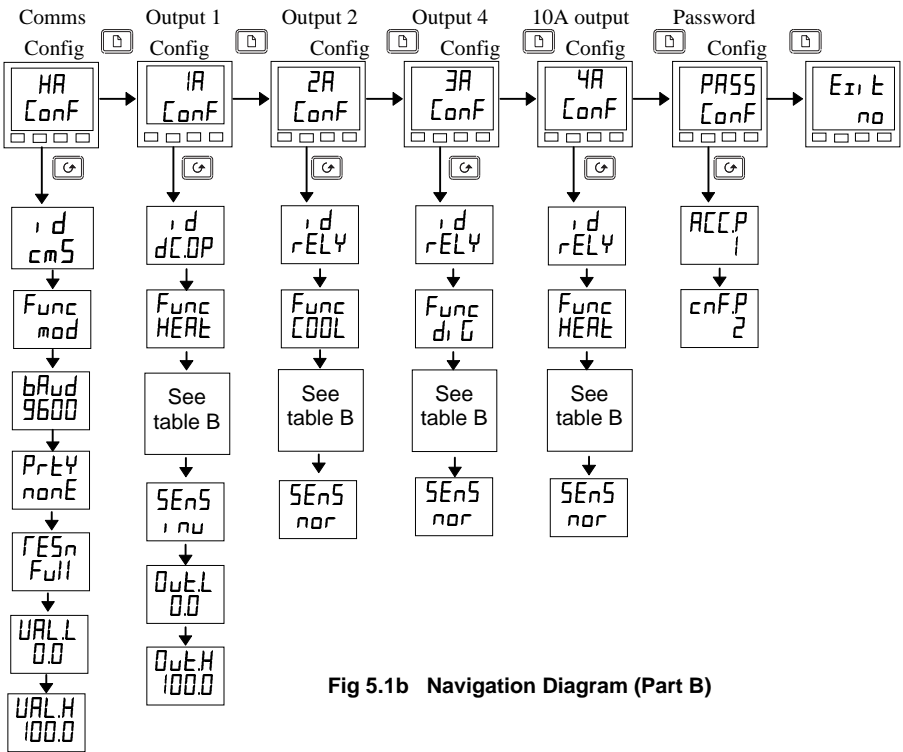 Comms
Config
HA
ConF
id
cmS
Func
mod
bAud
9600
PrtY
nonE
rESn
Full
VAL.L
0.0
VAL.H
100.0
Output 1
Config
1A
ConF
id
dC.OP
Func
HEAt
See
table B
SEnS
inv
Out.L
0.0
Out.H
100.0
Output 2
Config
2A
ConF
id
rELY
Func
COOL
See
table B
SEnS
nor
Output 4
Config
3A
ConF
id
rELY
Func
diG
See
table B
SEnS
nor
10A output
Config
4A
ConF
id
rELY
Func
HEAt
See
table B
SEnS
nor
Password
Config
PASS
ConF
ACC.P
1
cnF.P
2
Exit
no
Fig 5.1b Navigation Diagram (Part B)